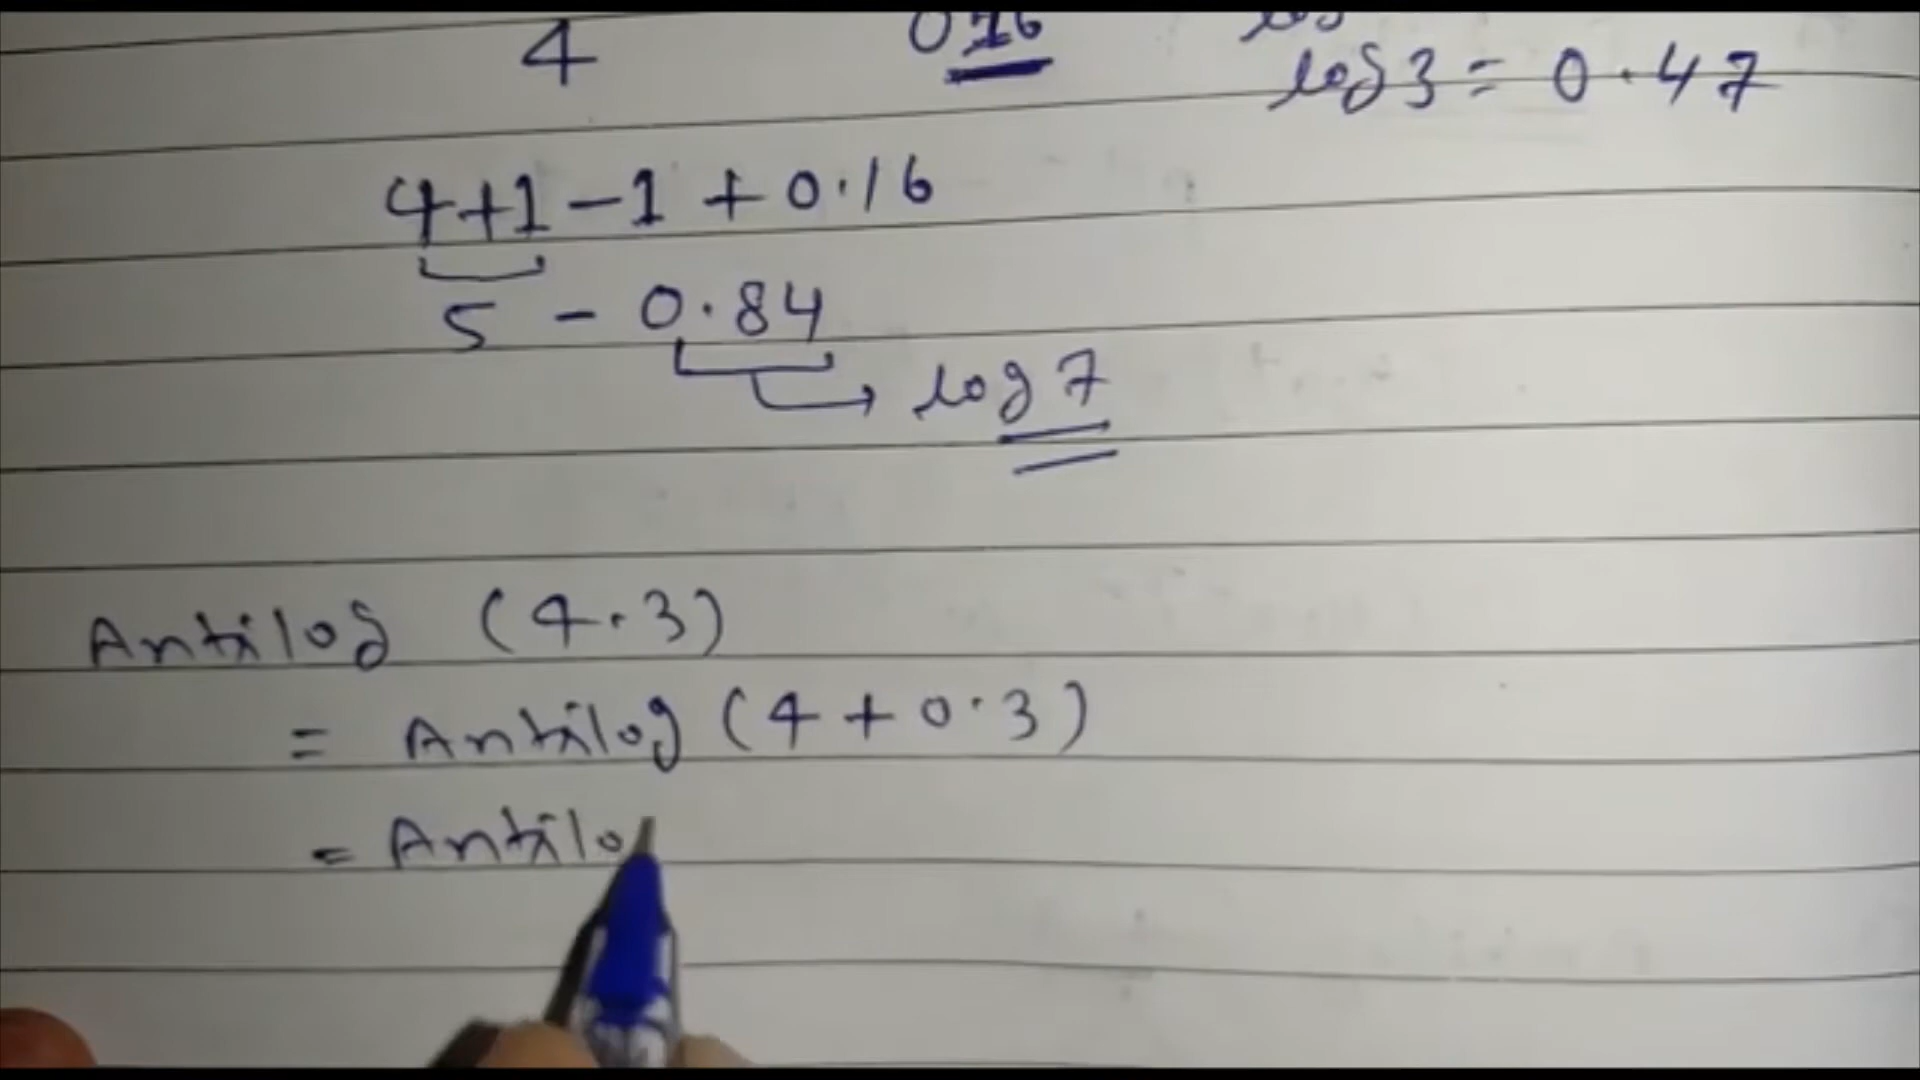 4
0.16
log 3 = 0.47
4+1-1+0.16
5 - 0.84
log 7
Antilog (4.3)
= Antilog (4+0.3)
= Antilo